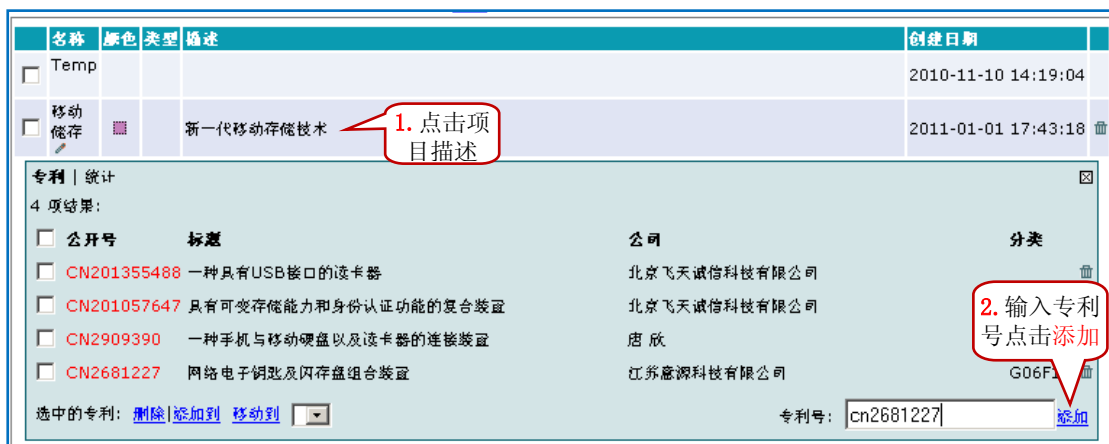 名称 颜色 类型 描述 创建日期
Temp 2010-11-10 14:19:04
移动储存 新一代移动存储技术 2011-01-01 17:43:18
1. 点击项目描述
专利 | 统计
4 项结果:
公开号 标题 公司 分类
CN201355488 一种具有USB接口的读卡器 北京飞天诚信科技有限公司
CN201057647 具有可变存储能力和身份认证功能的复合装置 北京飞天诚信科技有限公司
2. 输入专利号点击添加
CN2909390 一种手机与移动硬盘以及读卡器的连接装置 唐欣
CN2681227 网络电子钥匙及闪存盘组合装置 江苏意源科技有限公司 G06F1
选中的专利: 删除|添加到 移动到 专利号: cn2681227 添加